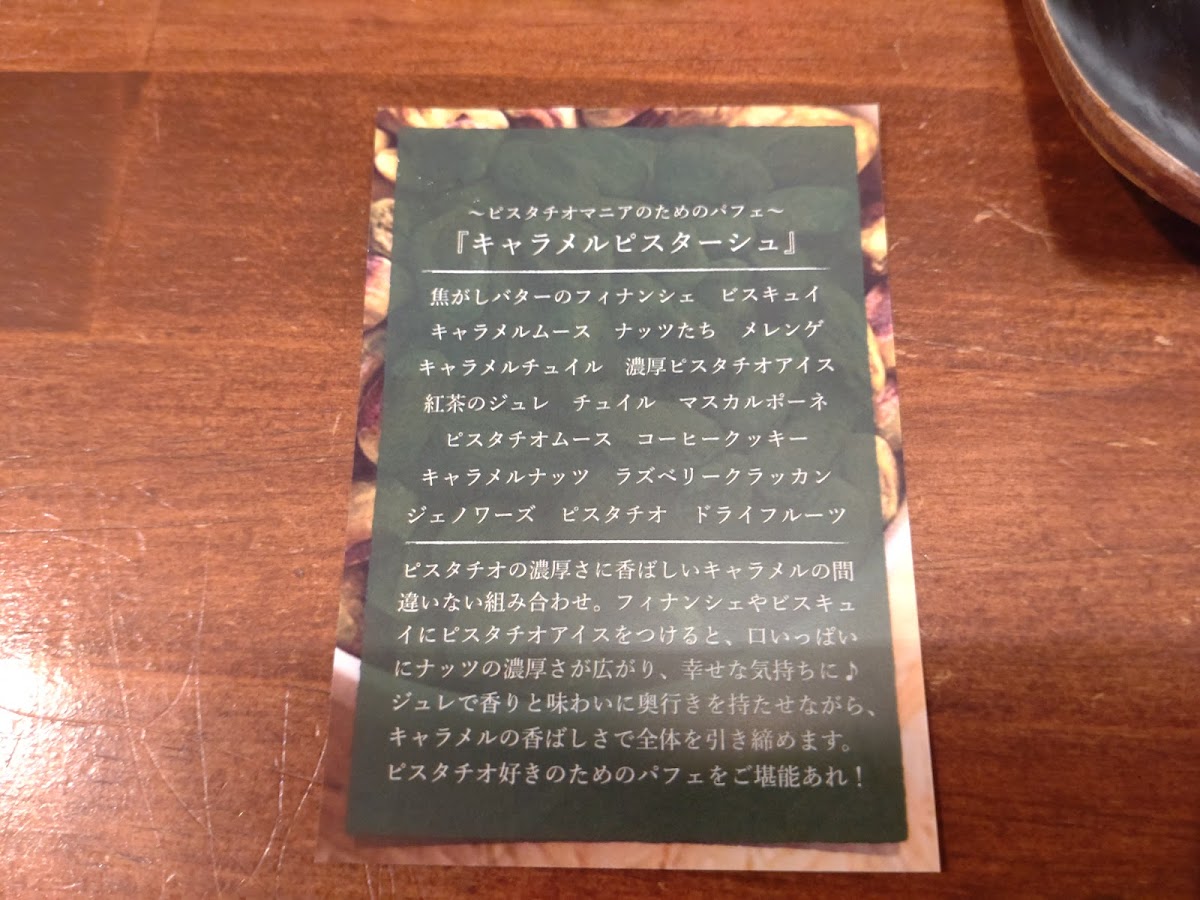 ～ピスタチオマニアのためのパフェ～
『キャラメルピスターシュ』
焦がしバターのフィナンシェ　ビスキュイ
キャラメルムース　ナッツたち　メレンゲ
キャラメルチュイル　濃厚ピスタチオアイス
紅茶のジュレ　チュイル　マスカルポーネ
ピスタチオムース　コーヒークッキー
キャラメルナッツ　ラズベリークラッカン
ジェノワーズ　ピスタチオ　ドライフルーツ
ピスタチオの濃厚さに香ばしいキャラメルの間
違いない組み合わせ。フィナンシェやビスキュ
イにピスタチオアイスをつけると、口いっぱい
にナッツの濃厚さが広がり、幸せな気持ちに♪
ジュレで香りと味わいに奥行きを持たせながら、
キャラメルの香ばしさで全体を引き締めます。
ピスタチオ好きのためのパフェをご堪能あれ！